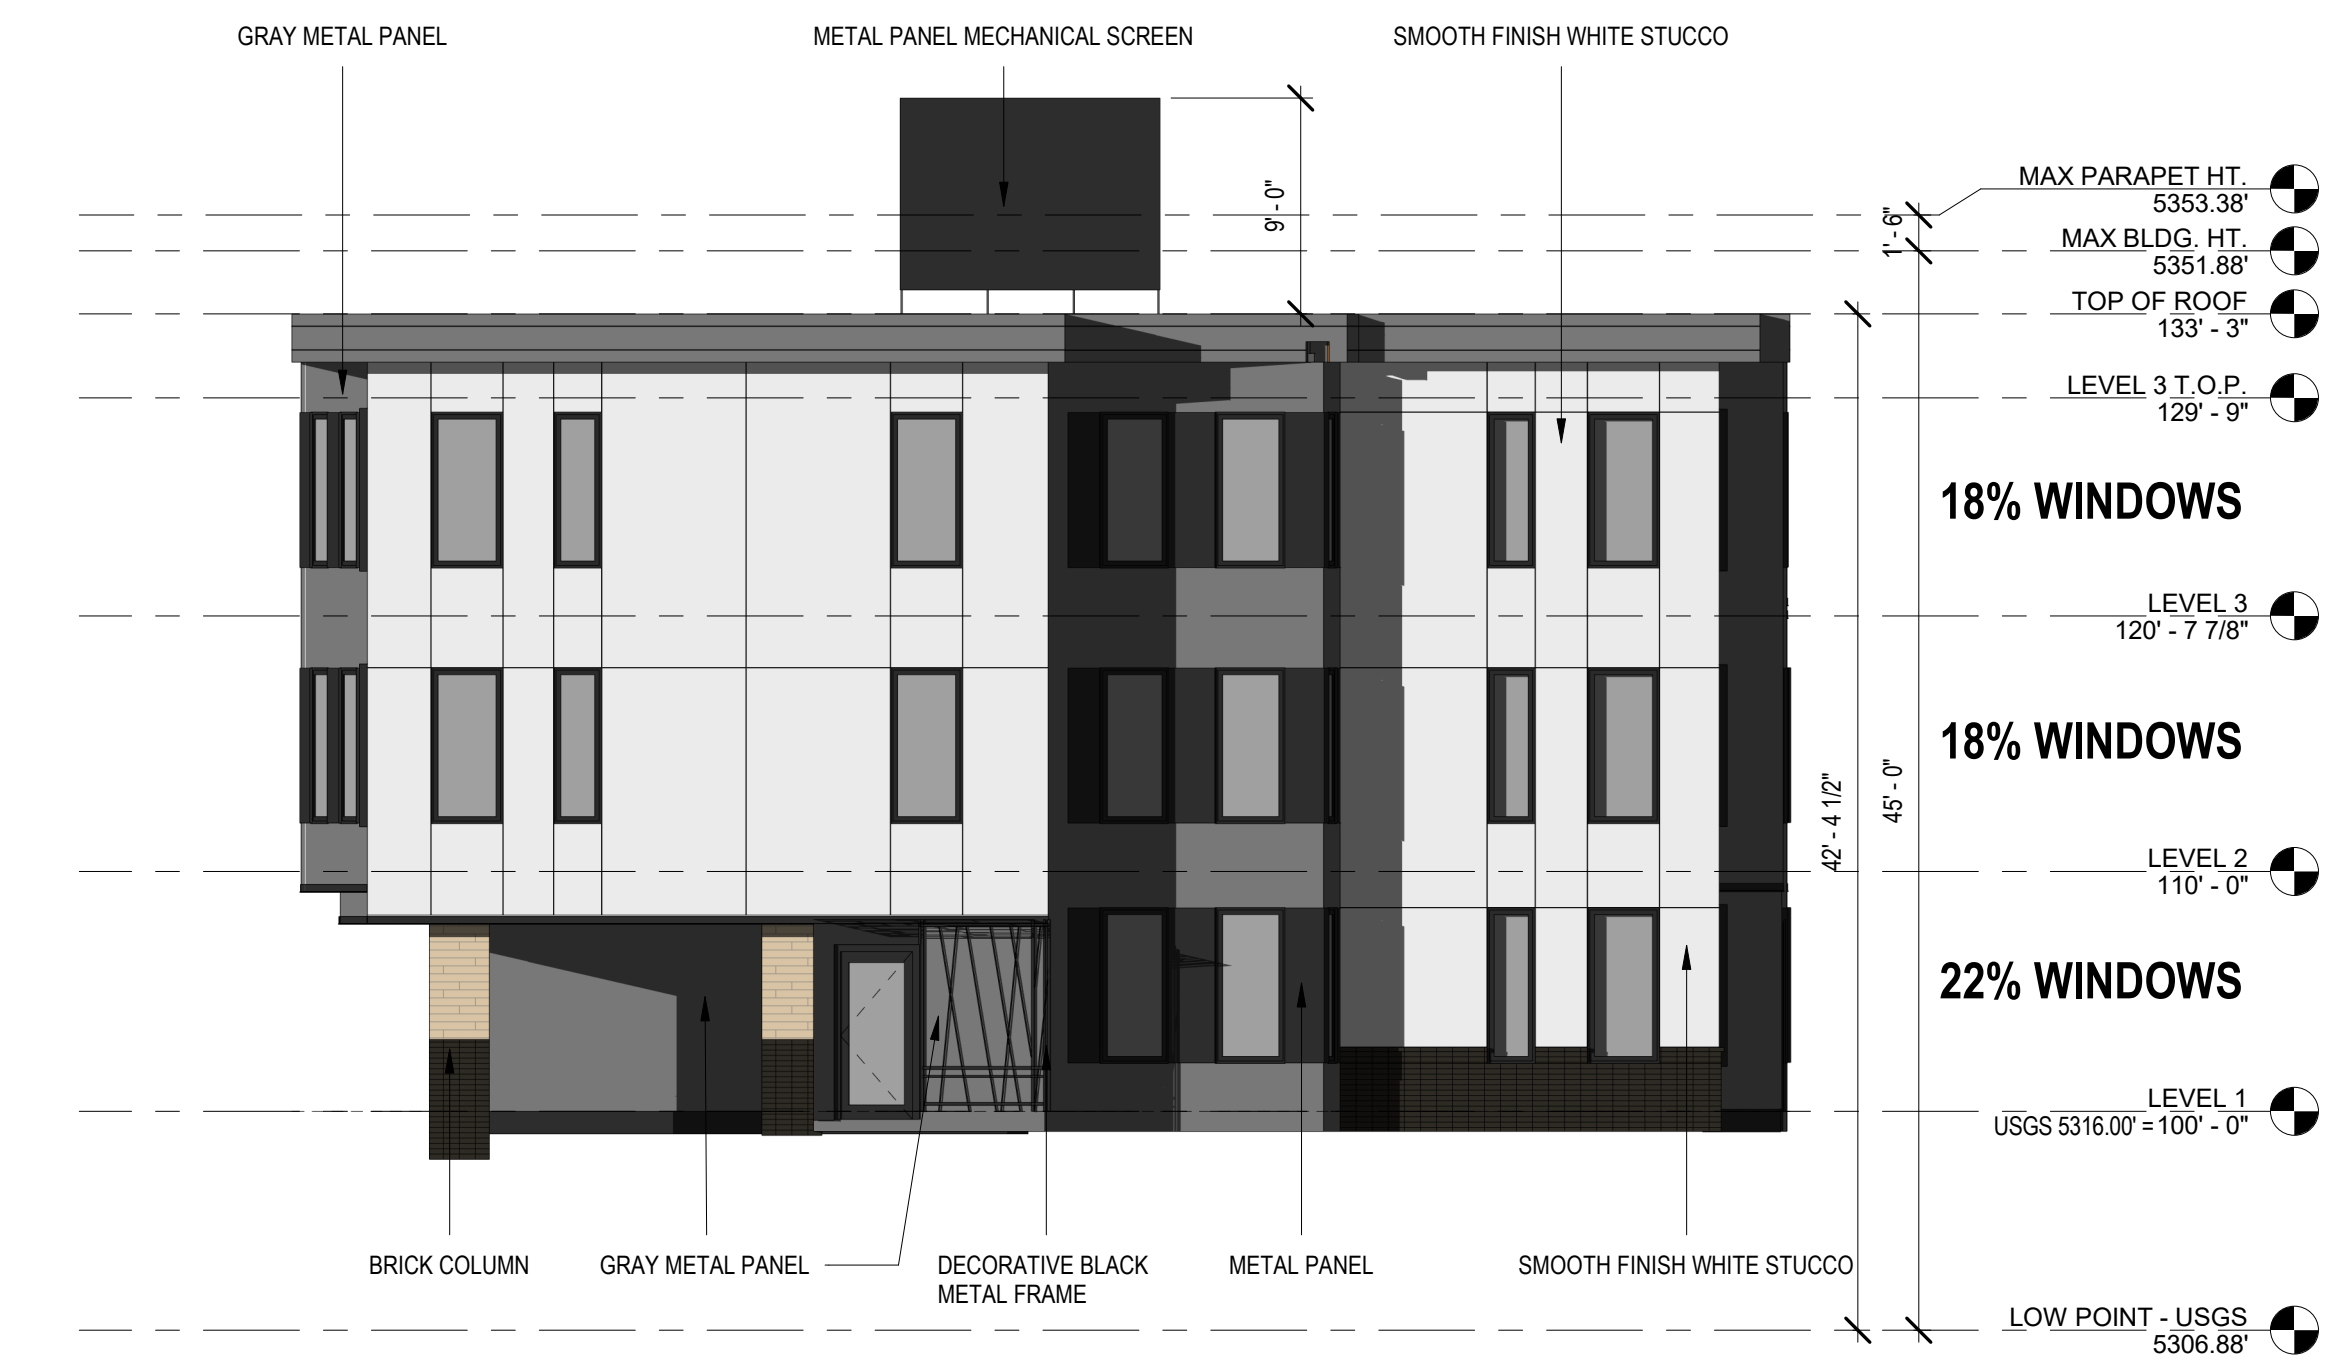 GRAY METAL PANEL
METAL PANEL MECHANICAL SCREEN
SMOOTH FINISH WHITE STUCCO
9' - 0"
1' - 6"
MAX PARAPET HT.
5353.38'
MAX BLDG. HT.
5351.88'
TOP OF ROOF
133' - 3"
LEVEL 3 T.O.P.
129' - 9"
18% WINDOWS
LEVEL 3
120' - 7 7/8"
18% WINDOWS
42' - 4 1/2"
45' - 0"
LEVEL 2
110' - 0"
22% WINDOWS
LEVEL 1
USGS 5316.00' = 100' - 0"
BRICK COLUMN
GRAY METAL PANEL
DECORATIVE BLACK
METAL FRAME
METAL PANEL
SMOOTH FINISH WHITE STUCCO
LOW POINT - USGS
5306.88'